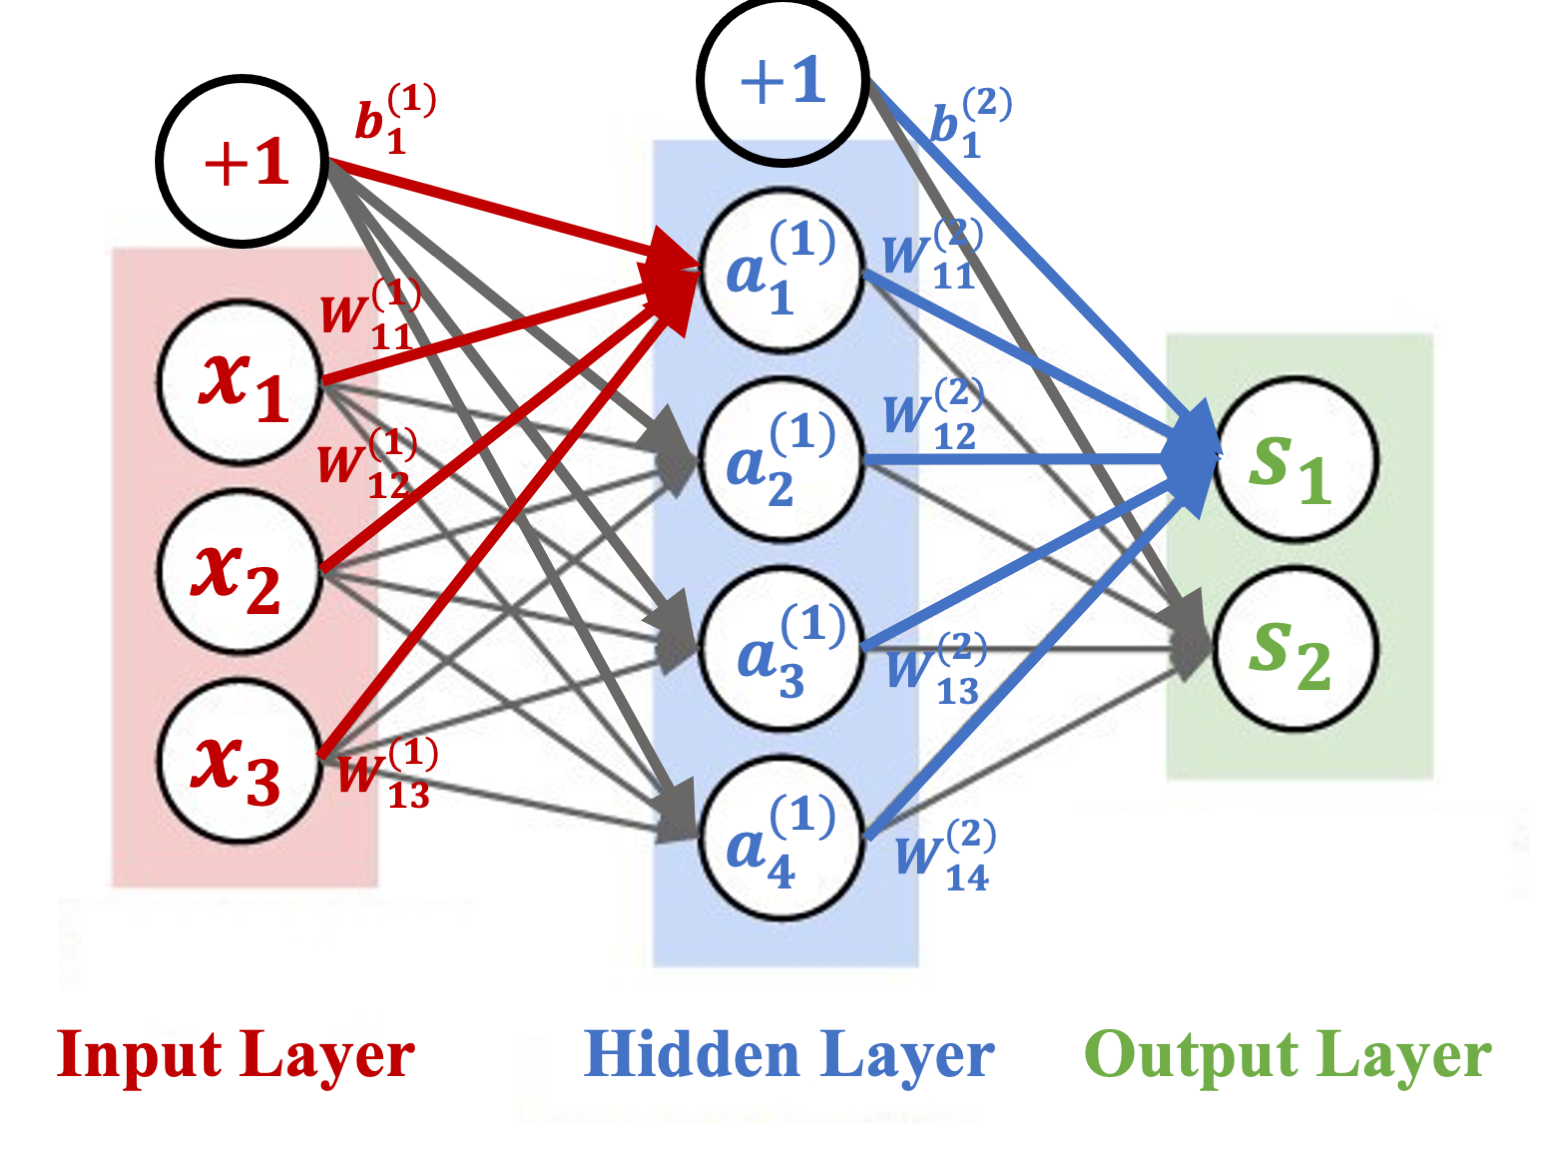 +1
b_1^{(1)}
+1
b_1^{(2)}
x_1
W_{11}^{(1)}
x_2
W_{12}^{(1)}
x_3
W_{13}^{(1)}
a_1^{(1)}
W_{11}^{(2)}
a_2^{(1)}
W_{12}^{(2)}
a_3^{(1)}
W_{13}^{(2)}
a_4^{(1)}
W_{14}^{(2)}
s_1
s_2
Input Layer
Hidden Layer
Output Layer